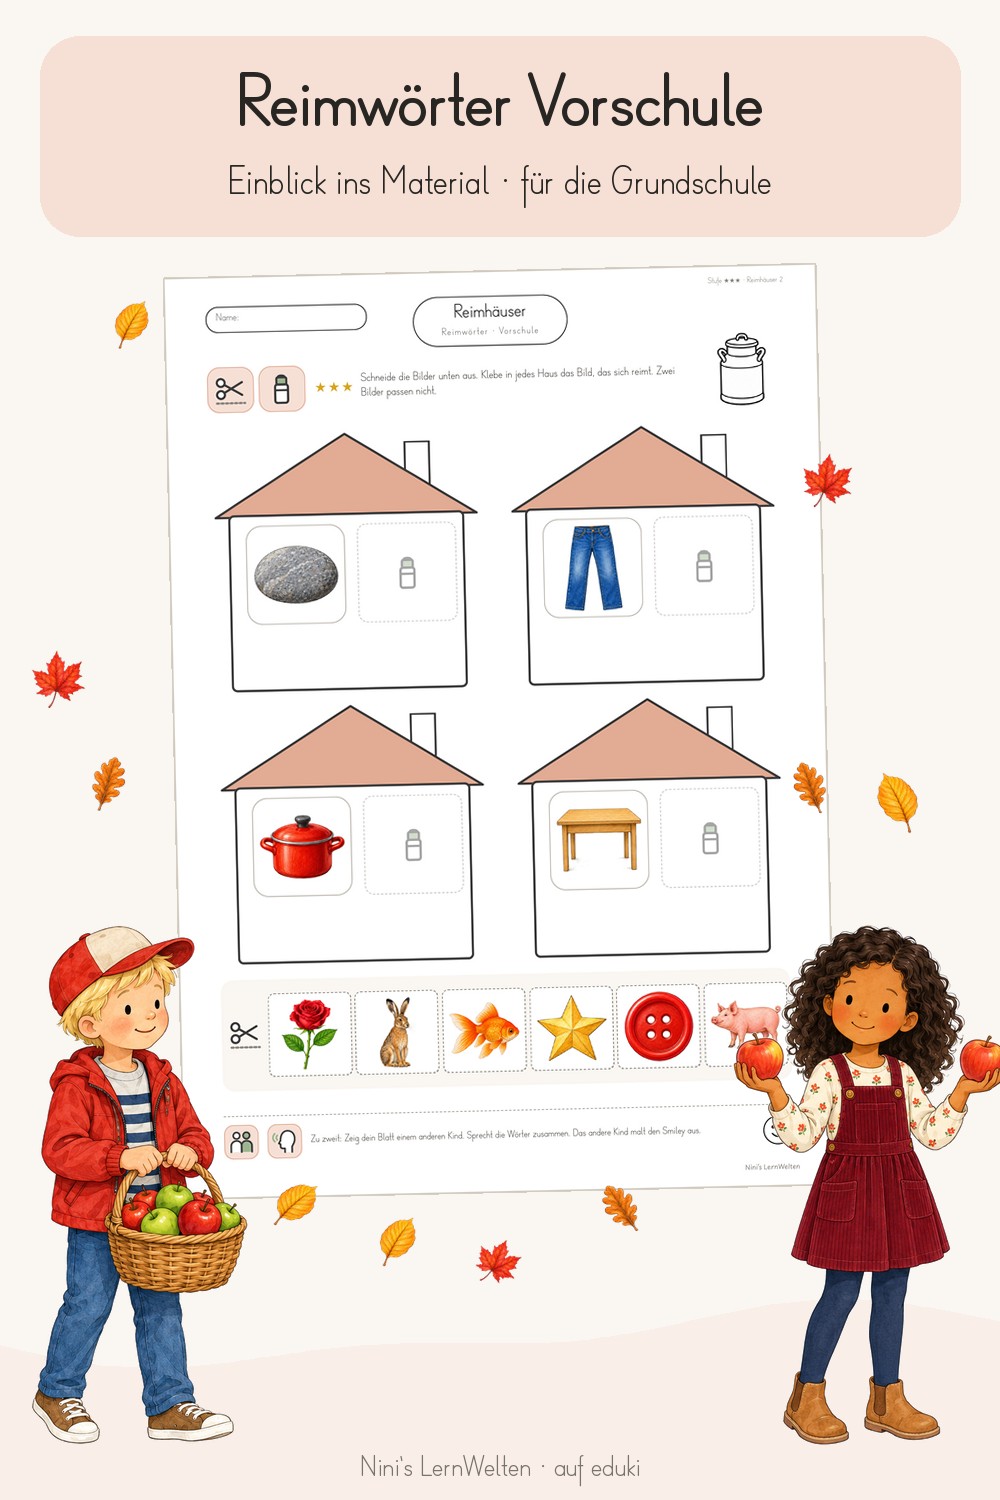 Reimwörter Vorschule
Einblick ins Material · für die Grundschule
Stufe ★★★ · Reimhäuser 2
Name:
Reimhäuser
Reimwörter · Vorschule
★★★ Schneide die Bilder unten aus. Klebe in jedes Haus das Bild, das sich reimt. Zwei
Bilder passen nicht.
Zu zweit: Zeig dein Blatt einem anderen Kind. Sprecht die Wörter zusammen. Das andere Kind malt den Smiley aus.
Nini's LernWelten
Nini's LernWelten · auf eduki